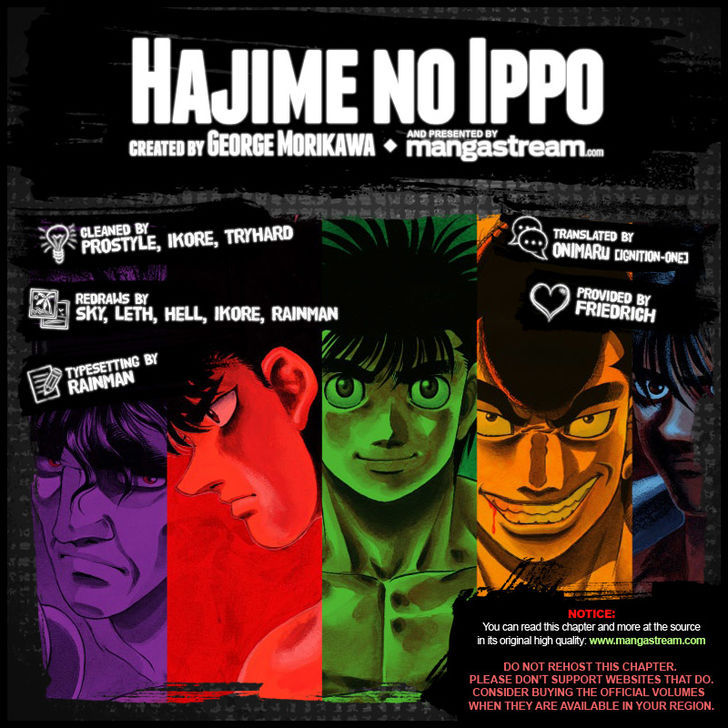 HAJIME NO IPPO
CREATED BY GEORGE MORIKAWA ◆ AND PRESENTED BY mangastream.com
CLEANED BY
PROSTYLE, IKORE, TRYHARD
REDRAWS BY
SKY, LETH, HELL, IKORE, RAINMAN
TYPESETTING BY
RAINMAN
TRANSLATED BY
ONIMARU [IGNITION-ONE]
PROVIDED BY
FRIEDRICH
NOTICE:
You can read this chapter and more at the source
in its original high quality: www.mangastream.com
DO NOT REHOST THIS CHAPTER.
PLEASE DON'T SUPPORT WEBSITES THAT DO.
CONSIDER BUYING THE OFFICIAL VOLUMES
WHEN THEY ARE AVAILABLE IN YOUR REGION.